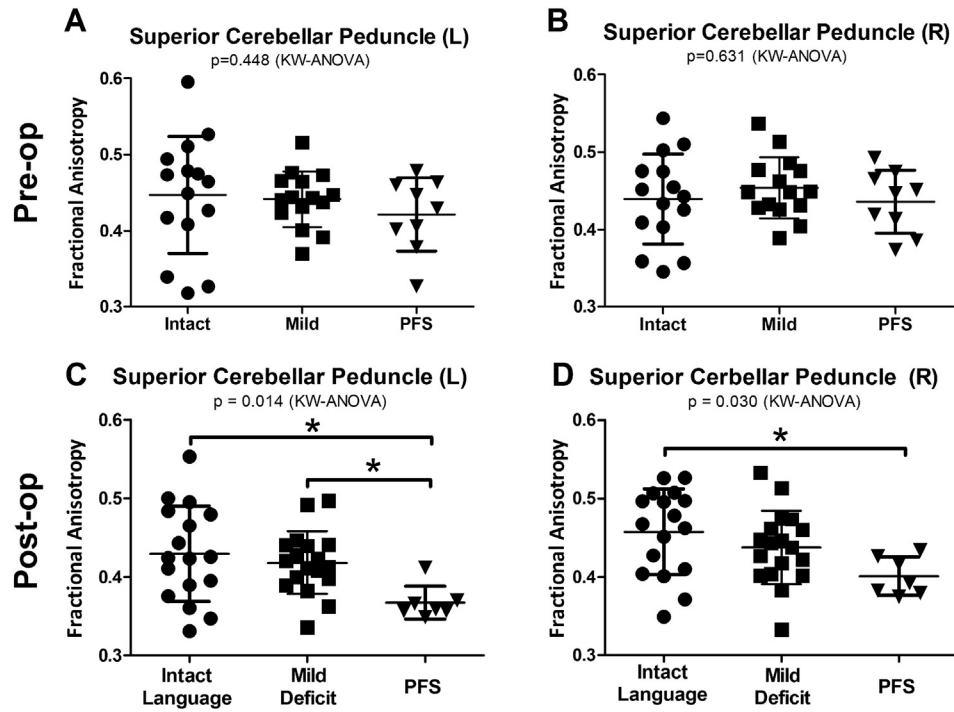 A
Superior Cerebellar Peduncle (L)
p=0.448 (KW-ANOVA)
Pre-op
Fractional Anisotropy
0.6
0.5
0.4
0.3
Intact
Mild
PFS
B
Superior Cerebellar Peduncle (R)
p=0.631 (KW-ANOVA)
Fractional Anisotropy
0.6
0.5
0.4
0.3
Intact
Mild
PFS
C
Superior Cerebellar Peduncle (L)
p = 0.014 (KW-ANOVA)
Post-op
Fractional Anisotropy
0.6
0.5
0.4
0.3
*
*
Intact
Language
Mild
Deficit
PFS
D
Superior Cerbellar Peduncle (R)
p = 0.030 (KW-ANOVA)
Fractional Anisotropy
0.6
0.5
0.4
0.3
*
Intact
Language
Mild
Deficit
PFS